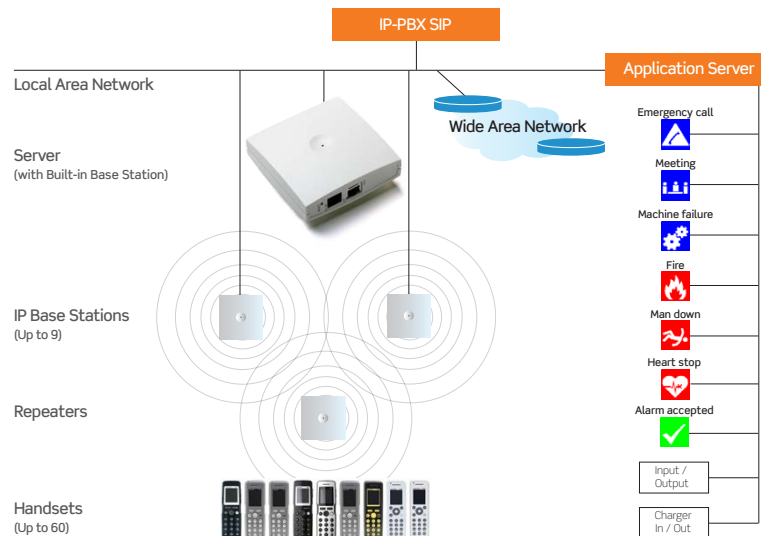 IP-PBX SIP
Application Server
Local Area Network
Wide Area Network
Server
(with Built-in Base Station)
IP Base Stations
(Up to 9)
Repeaters
Handsets
(Up to 60)
Emergency call
Meeting
Machine failure
Fire
Man down
Heart stop
Alarm accepted
Input /
Output
Charger
In / Out